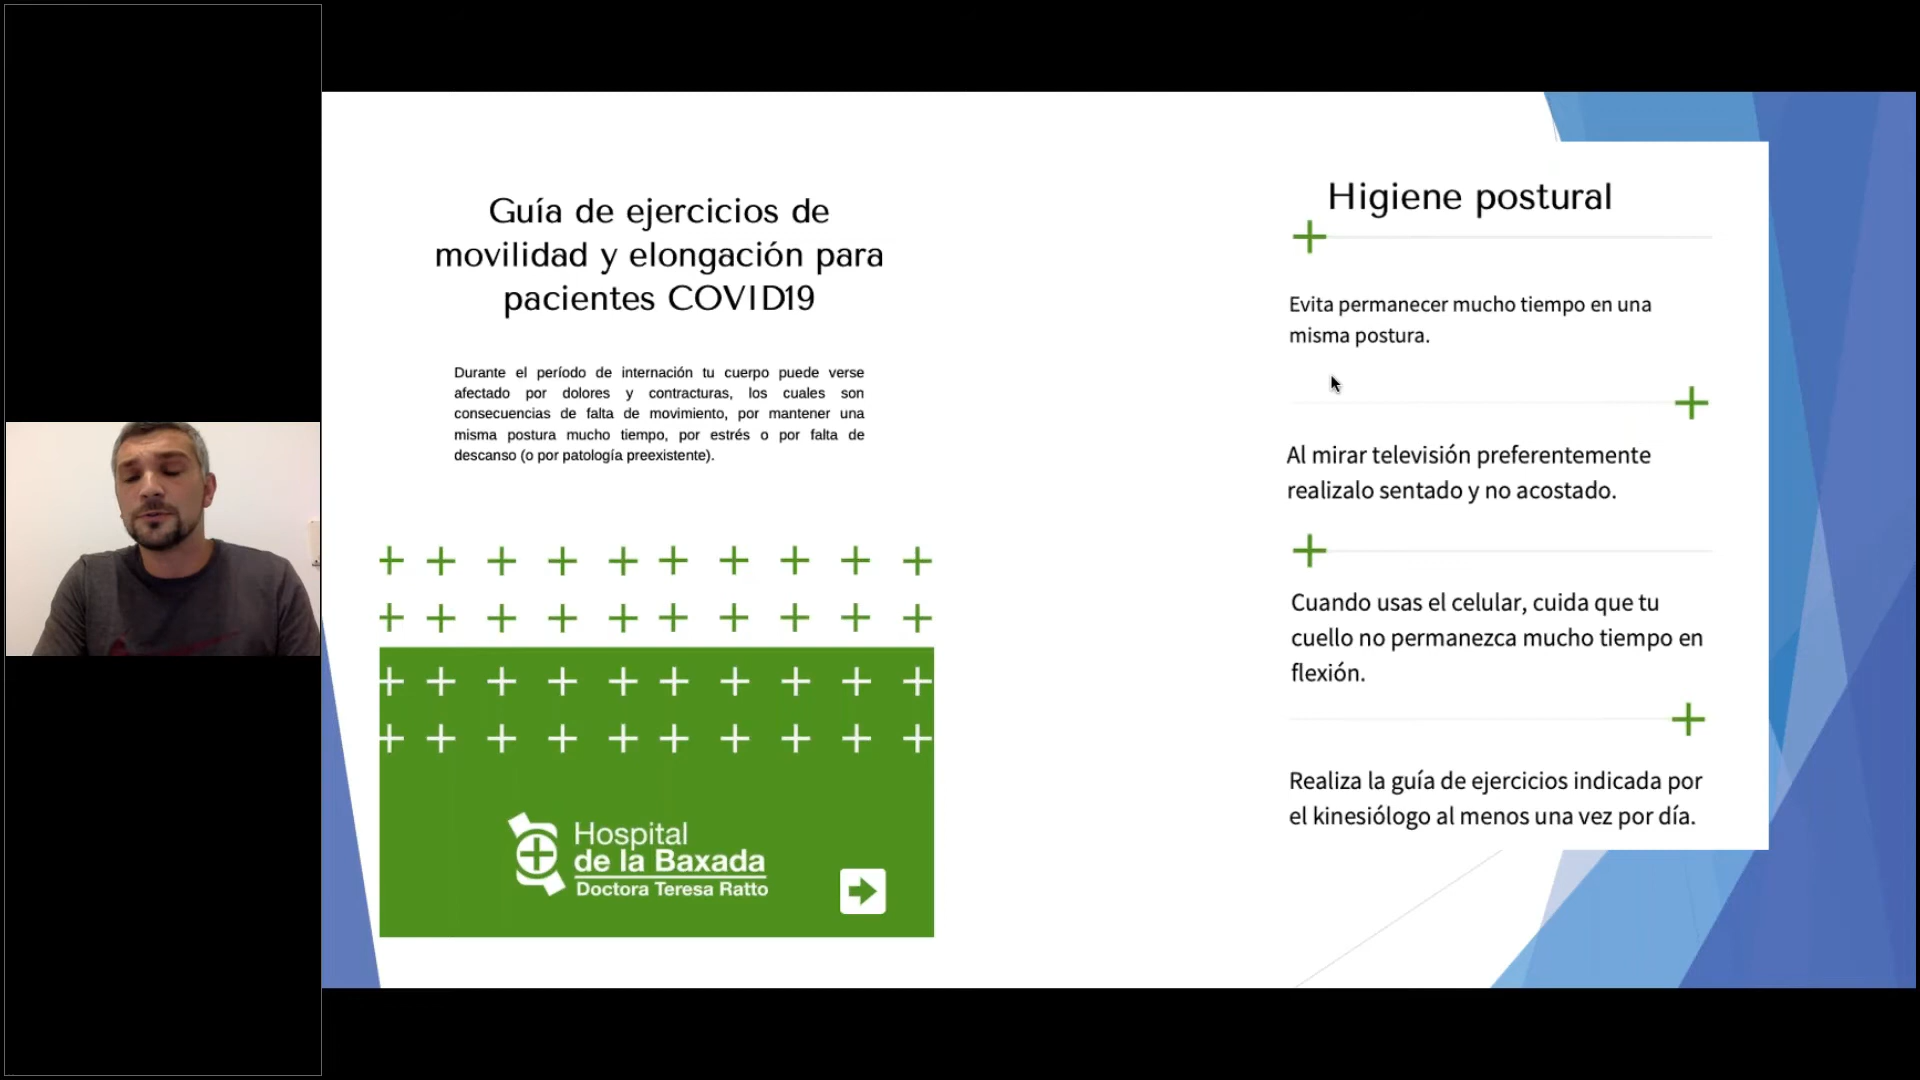 Guía de ejercicios de
movilidad y elongación para
pacientes COVID19
Durante el período de internación tu cuerpo puede verse
afectado por dolores y contracturas, los cuales son
consecuencias de falta de movimiento, por mantener una
misma postura mucho tiempo, por estrés o por falta de
descanso (o por patología preexistente).
Hospital
de la Baxada
Doctora Teresa Ratto
Higiene postural
Evita permanecer mucho tiempo en una
misma postura.
Al mirar televisión preferentemente
realizalo sentado y no acostado.
Cuando usas el celular, cuida que tu
cuello no permanezca mucho tiempo en
flexión.
Realiza la guía de ejercicios indicada por
el kinesiólogo al menos una vez por día.